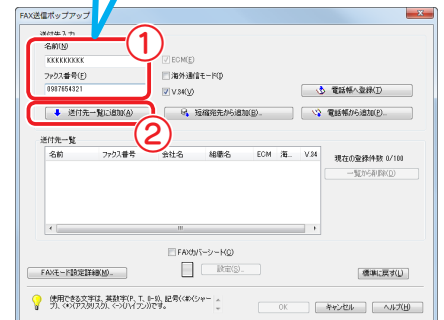 FAX送信ポップアップ
送付先入力
名前(N)
KKKKKKKKK
ファクス番号(F)
0987654321
①
ECM(E)
海外通信モード(I)
V.34(V)
電話帳へ登録(T)
送付先一覧に追加(A)
②
短縮宛先から追加(B)...
電話帳から追加(P)...
送付先一覧
名前 ファクス番号 会社名 組織名 ECM 海... V.34
現在の登録件数 0/100
一覧から削除(D)
FAXカバーシート(C)
FAXモード設定詳細(M)...
設定(S)...
標準に戻す(L)
使用できる文字は、英数字(P、T、0-9)、記号(<#>(シャー
プ)、<*>(アスタリスク)、<->(ハイフン))です。
OK キャンセル ヘルプ(H)